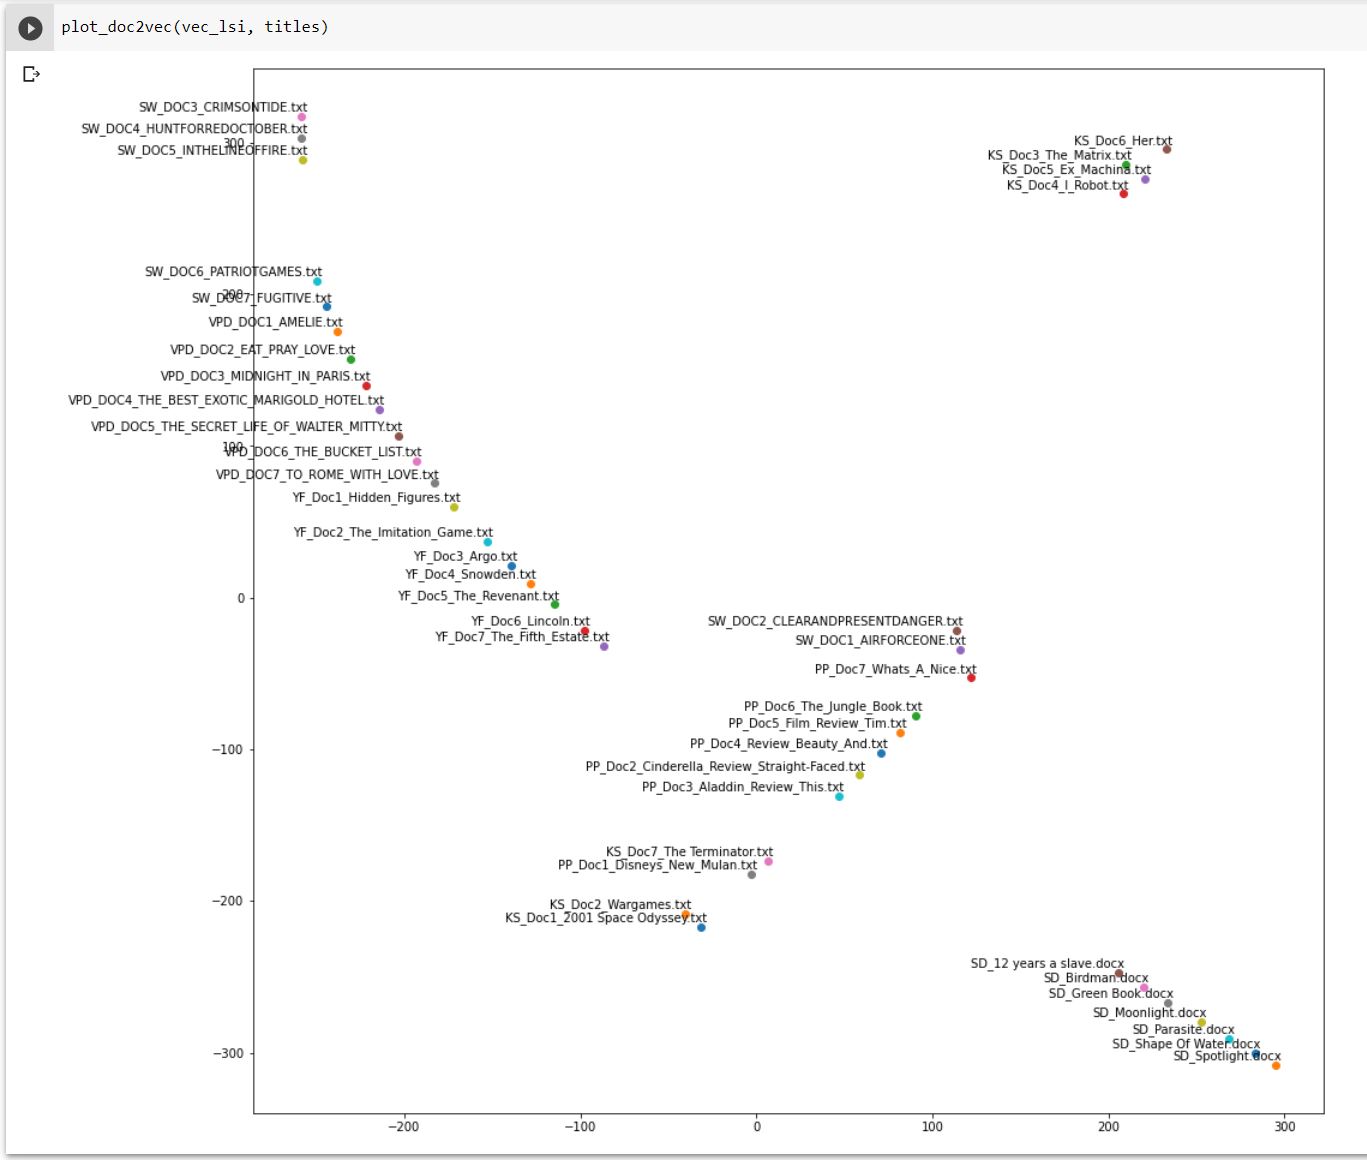 plot_doc2vec(vec_lsi, titles)
SW_DOC3_CRIMSONTIDE.txt
SW_DOC4_HUNTFORREDOCTOBER.txt
300
SW_DOC5_INTHELINEOFFIRE.txt
KS_Doc6_Her.txt
KS_Doc3_The_Matrix.txt
KS_Doc5_Ex_Machina.txt
KS_Doc4_I_Robot.txt
SW_DOC6_PATRIOTGAMES.txt
200
SW_DOC7_FUGITIVE.txt
VPD_DOC1_AMELIE.txt
VPD_DOC2_EAT_PRAY_LOVE.txt
VPD_DOC3_MIDNIGHT_IN_PARIS.txt
VPD_DOC4_THE_BEST_EXOTIC_MARIGOLD_HOTEL.txt
VPD_DOC5_THE_SECRET_LIFE_OF_WALTER_MITTY.txt
100
VPD_DOC6_THE_BUCKET_LIST.txt
VPD_DOC7_TO_ROME_WITH_LOVE.txt
YF_Doc1_Hidden_Figures.txt
YF_Doc2_The_Imitation_Game.txt
YF_Doc3_Argo.txt
YF_Doc4_Snowden.txt
YF_Doc5_The_Revenant.txt
0
YF_Doc6_Lincoln.txt
YF_Doc7_The_Fifth_Estate.txt
SW_DOC2_CLEARANDPRESENTDANGER.txt
SW_DOC1_AIRFORCEONE.txt
PP_Doc7_Whats_A_Nice.txt
PP_Doc6_The_Jungle_Book.txt
PP_Doc5_Film_Review_Tim.txt
PP_Doc4_Review_Beauty_And.txt
−100
PP_Doc2_Cinderella_Review_Straight-Faced.txt
PP_Doc3_Aladdin_Review_This.txt
KS_Doc7_The Terminator.txt
PP_Doc1_Disneys_New_Mulan.txt
−200
KS_Doc2_Wargames.txt
KS_Doc1_2001 Space Odyssey.txt
SD_12 years a slave.docx
SD_Birdman.docx
SD_Green Book.docx
SD_Moonlight.docx
SD_Parasite.docx
SD_Shape Of Water.docx
SD_Spotlight.docx
−300
−200 −100 0 100 200 300